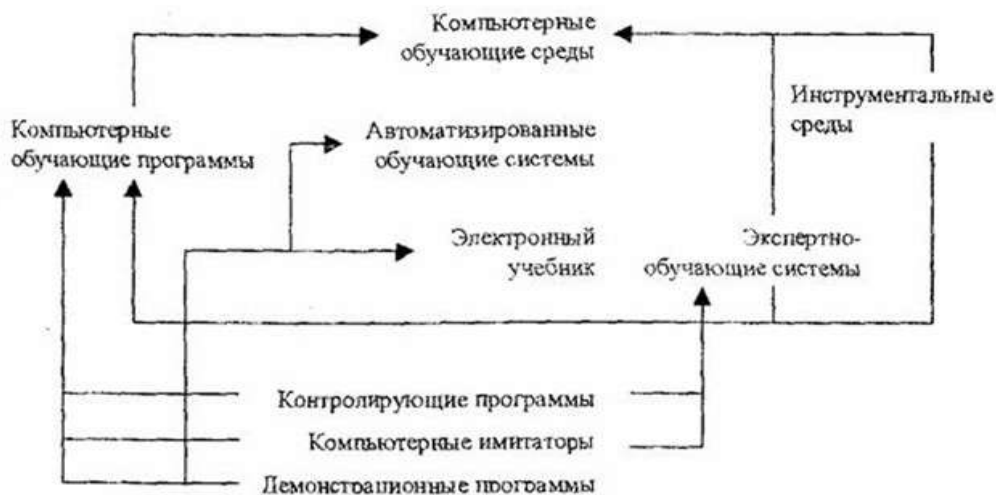 Компьютерные
обучающие среды
Инструментальные
среды
Компьютерные
обучающие программы
Автоматизированные
обучающие системы
Электронный
учебник
Экспертно-
обучающие системы
Контролирующие программы
Компьютерные имитаторы
Демонстрационные программы